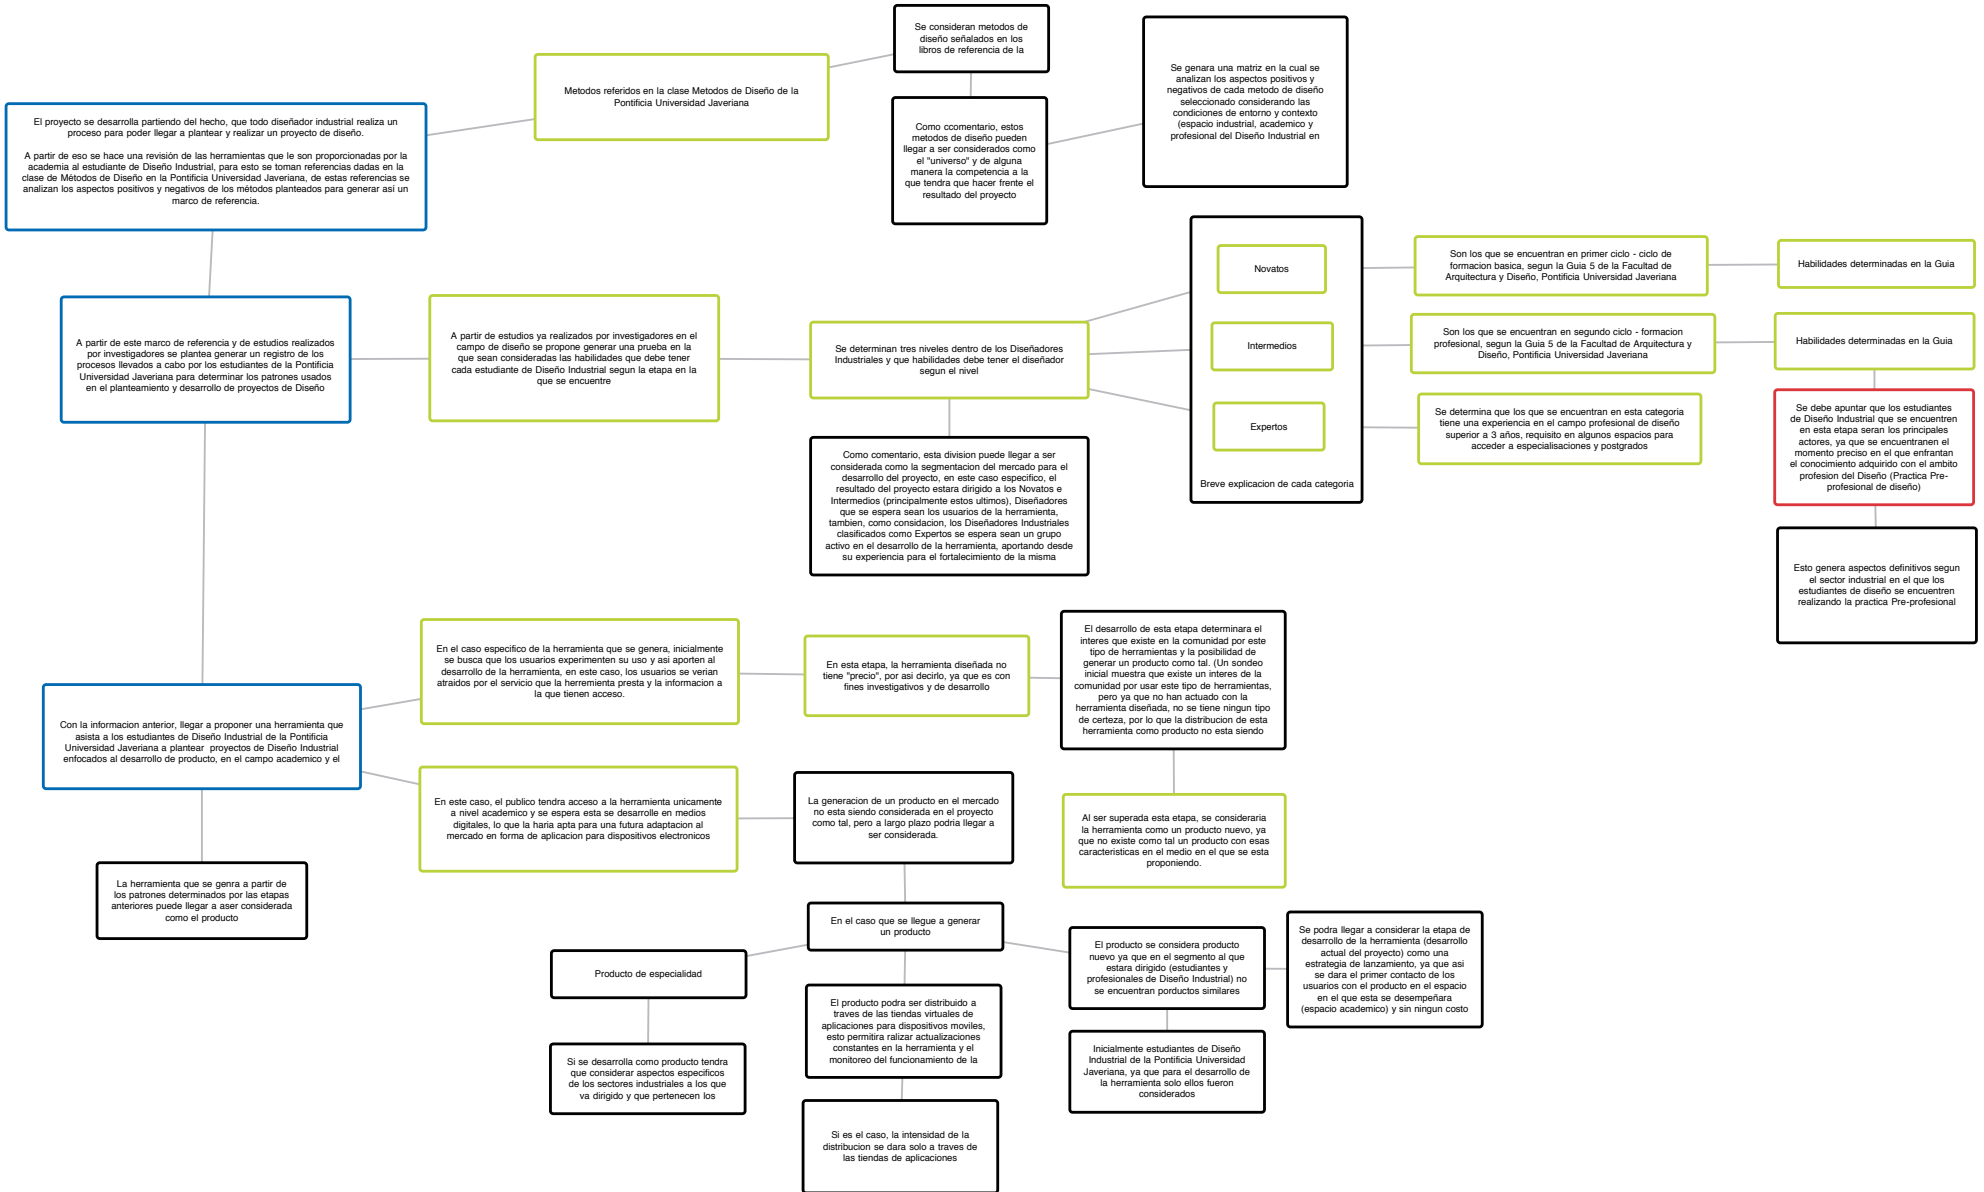 Se consideran metodos de
diseño señalados en los
libros de referencia de la
Se genara una matriz en la cual se
analizan los aspectos positivos y
negativos de cada metodo de diseño
seleccionado considerando las
condiciones de entorno y contexto
(espacio industrial, academico y
profesional del Diseño Industrial en
Metodos referidos en la clase Metodos de Diseño de la
Pontificia Universidad Javeriana
El proyecto se desarrolla partiendo del hecho, que todo diseñador industrial realiza un
proceso para poder llegar a plantear y realizar un proyecto de diseño.
A partir de eso se hace una revisión de las herramientas que le son proporcionadas por la
academia al estudiante de Diseño Industrial, para esto se toman referencias dadas en la
clase de Métodos de Diseño en la Pontificia Universidad Javeriana, de estas referencias se
analizan los aspectos positivos y negativos de los métodos planteados para generar así un
marco de referencia.
Como ccomentario, estos
metodos de diseño pueden
llegar a ser considerados como
el "universo" y de alguna
manera la competencia a la
que tendra que hacer frente el
resultado del proyecto
Novatos
Son los que se encuentran en primer ciclo - ciclo de
formacion basica, segun la Guia 5 de la Facultad de
Arquitectura y Diseño, Pontificia Universidad Javeriana
Habilidades determinadas en la Guia
A partir de este marco de referencia y de estudios realizados
por investigadores se plantea generar un registro de los
procesos llevados a cabo por los estudiantes de la Pontificia
Universidad Javeriana para determinar los patrones usados
en el planteamiento y desarrollo de proyectos de Diseño
A partir de estudios ya realizados por investigadores en el
campo de diseño se propone generar una prueba en la
que sean consideradas las habilidades que debe tener
cada estudiante de Diseño Industrial segun la etapa en la
que se encuentre
Se determinan tres niveles dentro de los Diseñadores
Industriales y que habilidades debe tener el diseñador
segun el nivel
Intermedios
Son los que se encuentran en segundo ciclo - formacion
profesional, segun la Guia 5 de la Facultad de Arquitectura y
Diseño, Pontificia Universidad Javeriana
Habilidades determinadas en la Guia
Expertos
Se determina que los que se encuentran en esta categoria
tiene una experiencia en el campo profesional de diseño
superior a 3 años, requisito en algunos espacios para
acceder a especialisaciones y postgrados
Breve explicacion de cada categoria
Se debe apuntar que los estudiantes
de Diseño Industrial que se encuentren
en esta etapa seran los principales
actores, ya que se encuentranen el
momento preciso en el que enfrantan
el conocimiento adquirido con el ambito
profesion del Diseño (Practica Pre-
profesional de diseño)
Como comentario, esta division puede llegar a ser
considerada como la segmentacion del mercado para el
desarrollo del proyecto, en este caso especifico, el
resultado del proyecto estara dirigido a los Novatos e
Intermedios (principalmente estos ultimos), Diseñadores
que se espera sean los usuarios de la herramienta,
tambien, como considacion, los Diseñadores Industriales
clasificados como Expertos se espera sean un grupo
activo en el desarrollo de la herramienta, aportando desde
su experiencia para el fortalecimiento de la misma
Esto genera aspectos definitivos segun
el sector industrial en el que los
estudiantes de diseño se encuentren
realizando la practica Pre-profesional
En el caso especifico de la herramienta que se genera, inicialmente
se busca que los usuarios experimenten su uso y asi aporten al
desarrollo de la herramienta, en este caso, los usuarios se verian
atraidos por el servicio que la herremienta presta y la informacion a
la que tienen acceso.
En esta etapa, la herramienta diseñada no
tiene "precio", por asi decirlo, ya que es con
fines investigativos y de desarrollo
El desarrollo de esta etapa determinara el
interes que existe en la comunidad por este
tipo de herramientas y la posibilidad de
generar un producto como tal. (Un sondeo
inicial muestra que existe un interes de la
comunidad por usar este tipo de herramientas,
pero ya que no han actuado con la
herramienta diseñada, no se tiene ningun tipo
de certeza, por lo que la distribucion de esta
herramienta como producto no esta siendo
Con la informacion anterior, llegar a proponer una herramienta que
asista a los estudiantes de Diseño Industrial de la Pontificia
Universidad Javeriana a plantear  proyectos de Diseño Industrial
enfocados al desarrollo de producto, en el campo academico y el
En este caso, el publico tendra acceso a la herramienta unicamente
a nivel academico y se espera esta se desarrolle en medios
digitales, lo que la haria apta para una futura adaptacion al
mercado en forma de aplicacion para dispositivos electronicos
La generacion de un producto en el mercado
no esta siendo considerada en el proyecto
como tal, pero a largo plazo podria llegar a
ser considerada.
Al ser superada esta etapa, se consideraria
la herramienta como un producto nuevo, ya
que no existe como tal un producto con esas
caracteristicas en el medio en el que se esta
proponiendo.
La herramienta que se genra a partir de
los patrones determinados por las etapas
anteriores puede llegar a aser considerada
como el producto
En el caso que se llegue a generar
un producto
Producto de especialidad
El producto se considera producto
nuevo ya que en el segmento al que
estara dirigido (estudiantes y
profesionales de Diseño Industrial) no
se encuentran porductos similares
Se podra llegar a considerar la etapa de
desarrollo de la herramienta (desarrollo
actual del proyecto) como una
estrategia de lanzamiento, ya que asi
se dara el primer contacto de los
usuarios con el producto en el espacio
en el que esta se desempeñara
(espacio academico) y sin ningun costo
El producto podra ser distribuido a
traves de las tiendas virtuales de
aplicaciones para dispositivos moviles,
esto permitira ralizar actualizaciones
constantes en la herramienta y el
monitoreo del funcionamiento de la
Si se desarrolla como producto tendra
que considerar aspectos especificos
de los sectores industriales a los que
va dirigido y que pertenecen los
Inicialmente estudiantes de Diseño
Industrial de la Pontificia Universidad
Javeriana, ya que para el desarrollo de
la herramienta solo ellos fueron
considerados
Si es el caso, la intensidad de la
distribucion se dara solo a traves de
las tiendas de aplicaciones